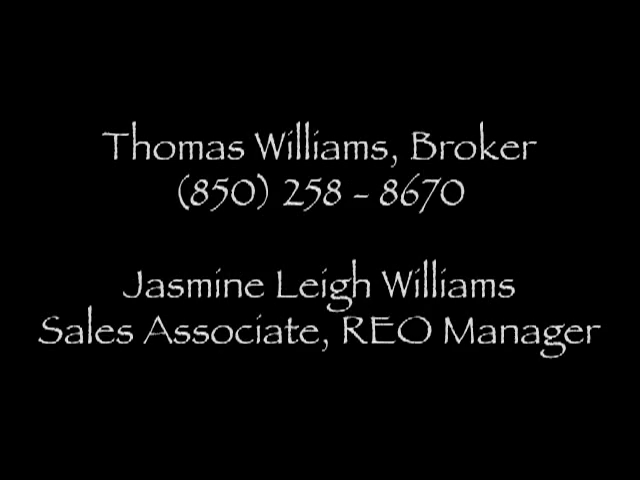 Thomas Williams, Broker
(850) 258 - 8670
Jasmine Leigh Williams
Sales Associate, REO Manager